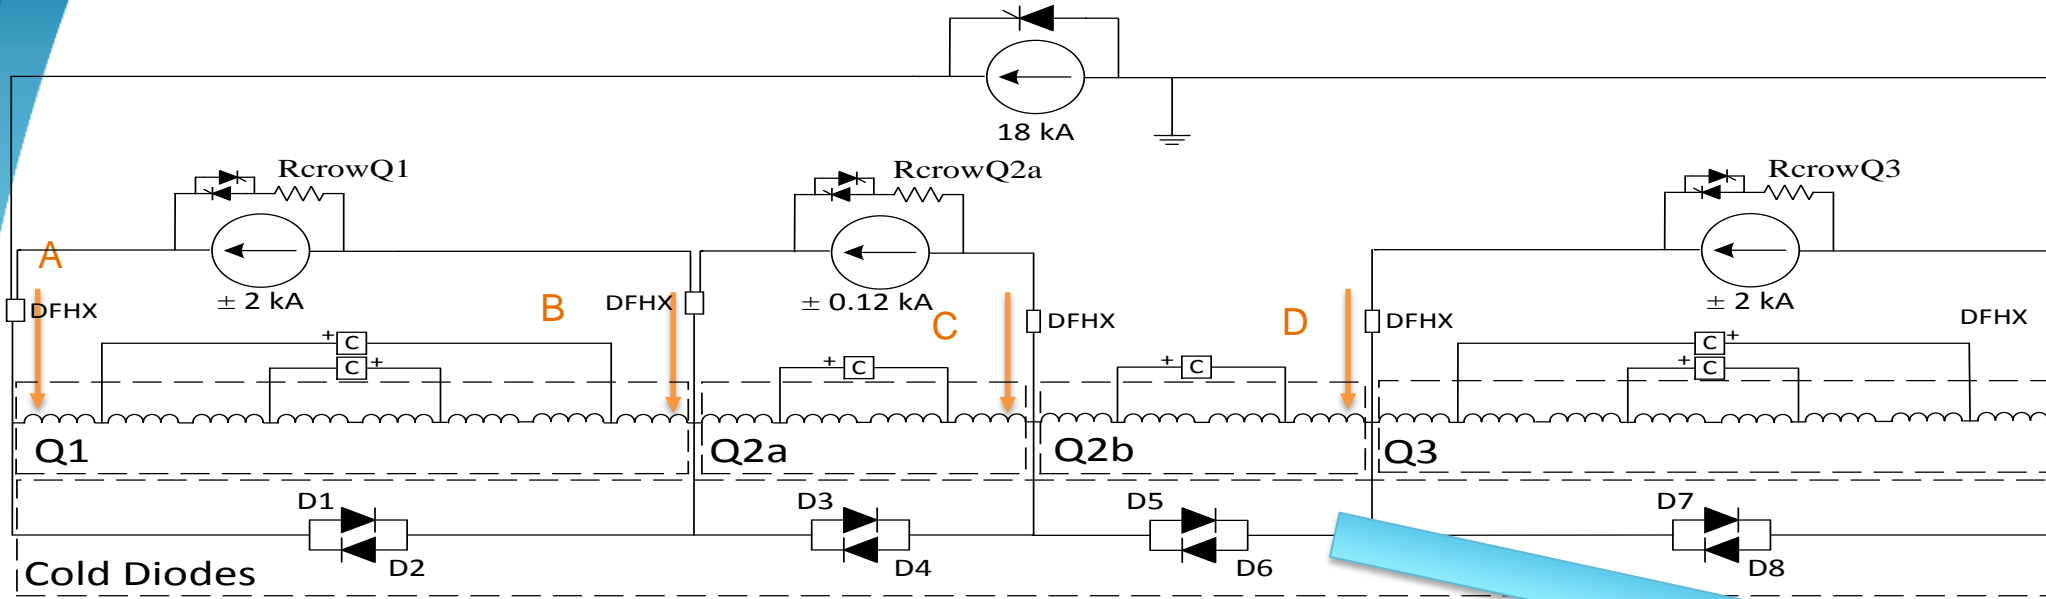 18 kA
RcrowQ1
RcrowQ2a
RcrowQ3
A
± 2 kA
± 0.12 kA
± 2 kA
DFHX
B
DFHX
C
DFHX
D
DFHX
DFHX
+ C
C +
+ C
+ C
C +
+ C
Q1
Q2a
Q2b
Q3
D1
D3
D5
D7
D2
D4
D6
D8
Cold Diodes